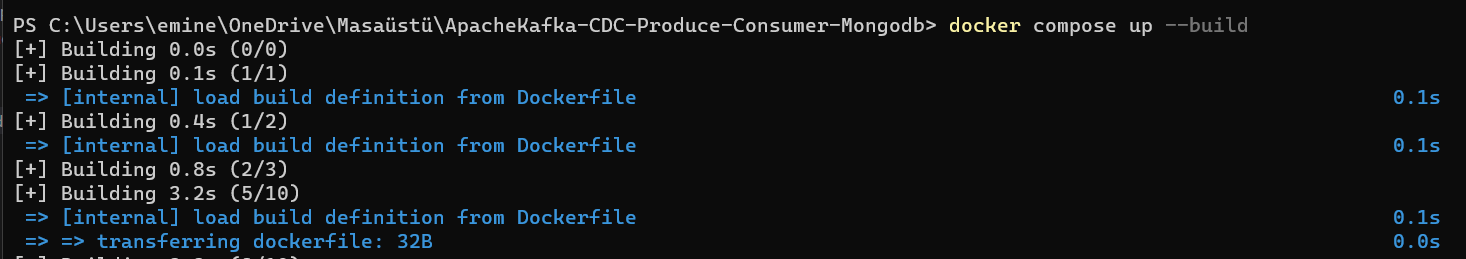 PS C:\Users\emine\OneDrive\Masaüstü\ApacheKafka-CDC-Produce-Consumer-Mongodb> docker compose up --build
[+] Building 0.0s (0/0)
[+] Building 0.1s (1/1)
=> [internal] load build definition from Dockerfile 0.1s
[+] Building 0.4s (1/2)
=> [internal] load build definition from Dockerfile 0.1s
[+] Building 0.8s (2/3)
[+] Building 3.2s (5/10)
=> [internal] load build definition from Dockerfile 0.1s
=> => transferring dockerfile: 32B 0.0s